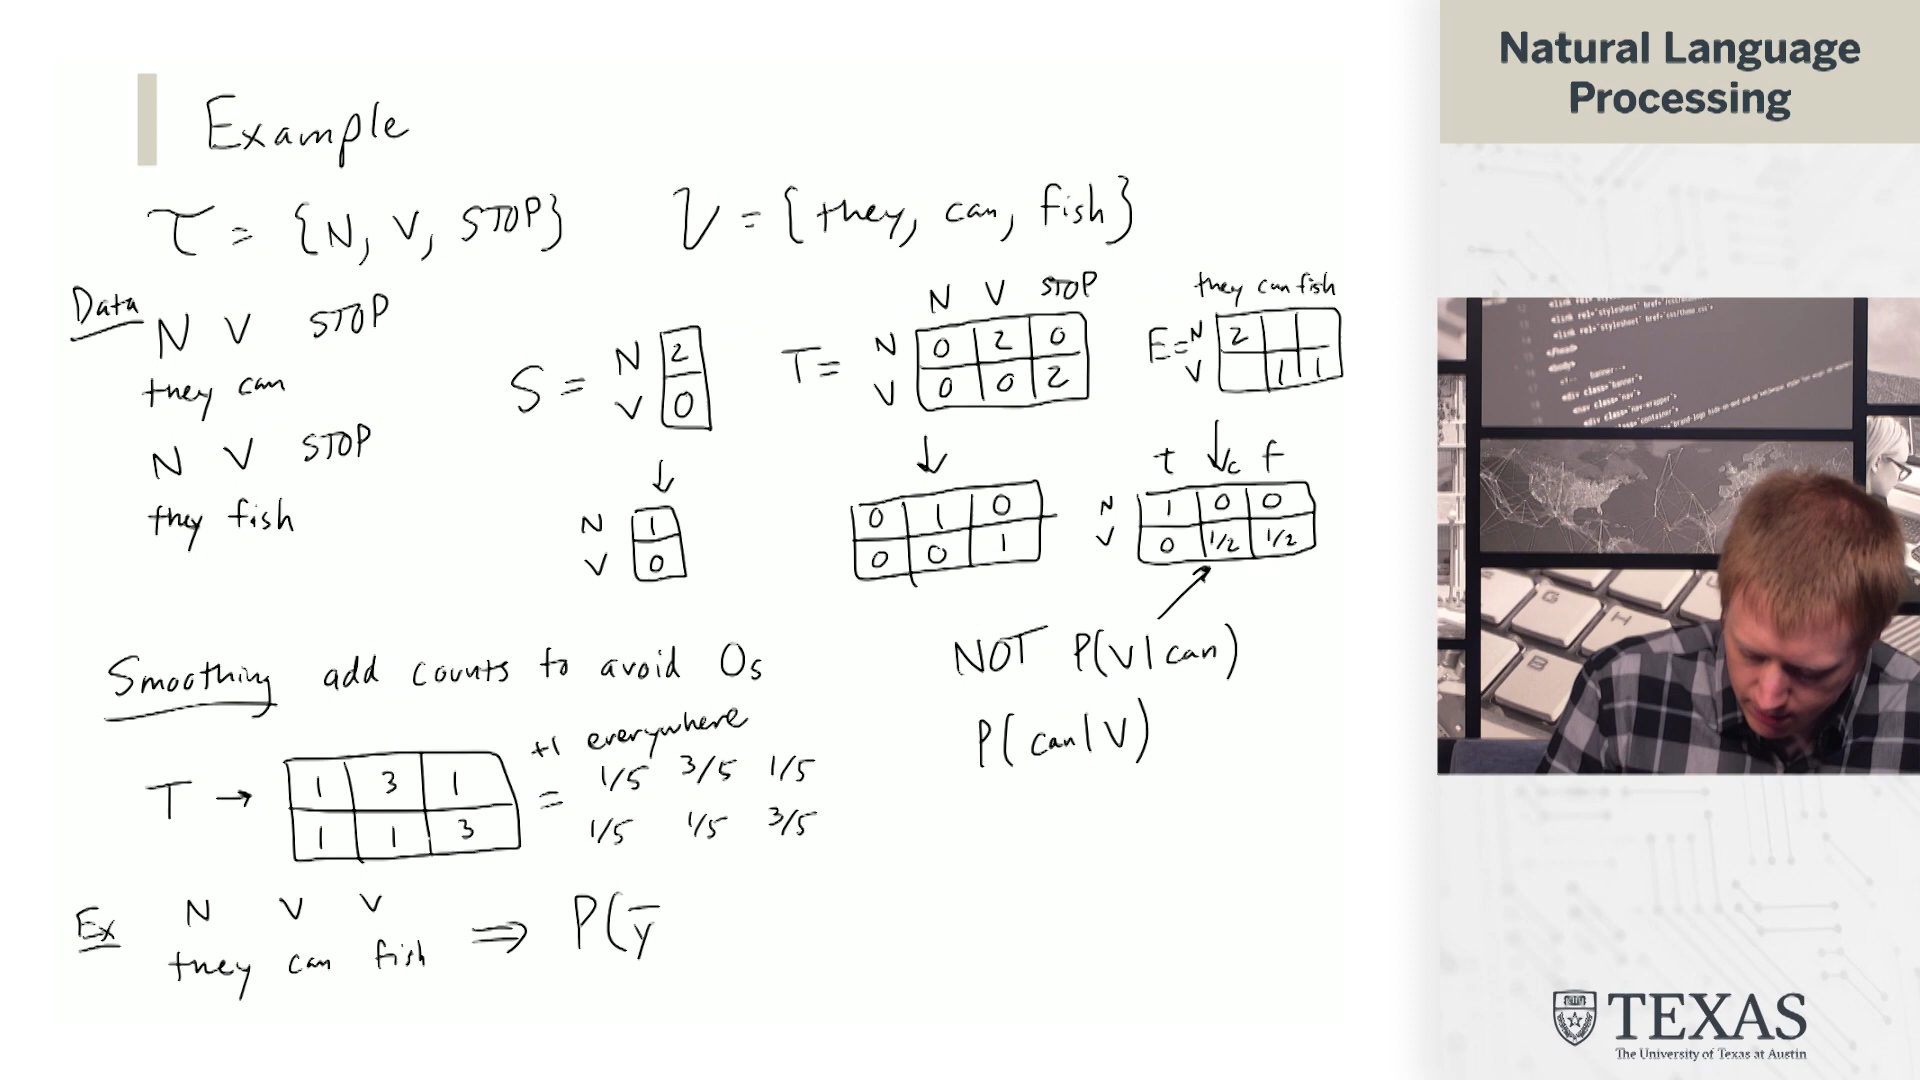 Natural Language
Processing
Example
T = {N, V, STOP}
V = {they, can, fish}
Data
N V STOP
they can
N V STOP
they fish
S =
N 2
V 0
N 1
V 0
T =
N V STOP
N 0 2 0
V 0 0 2
0 1 0
0 0 1
they can fish
E =
N 2
V 1 1
t c f
N 1 0 0
V 0 1/2 1/2
NOT P(V|can)
P(can|V)
Smoothing add counts to avoid 0s
+1 everywhere
T → 1 3 1 = 1/5 3/5 1/5
1 1 3 1/5 1/5 3/5
Ex N V V
they can fish ⇒ P(y̅
TEXAS
The University of Texas at Austin